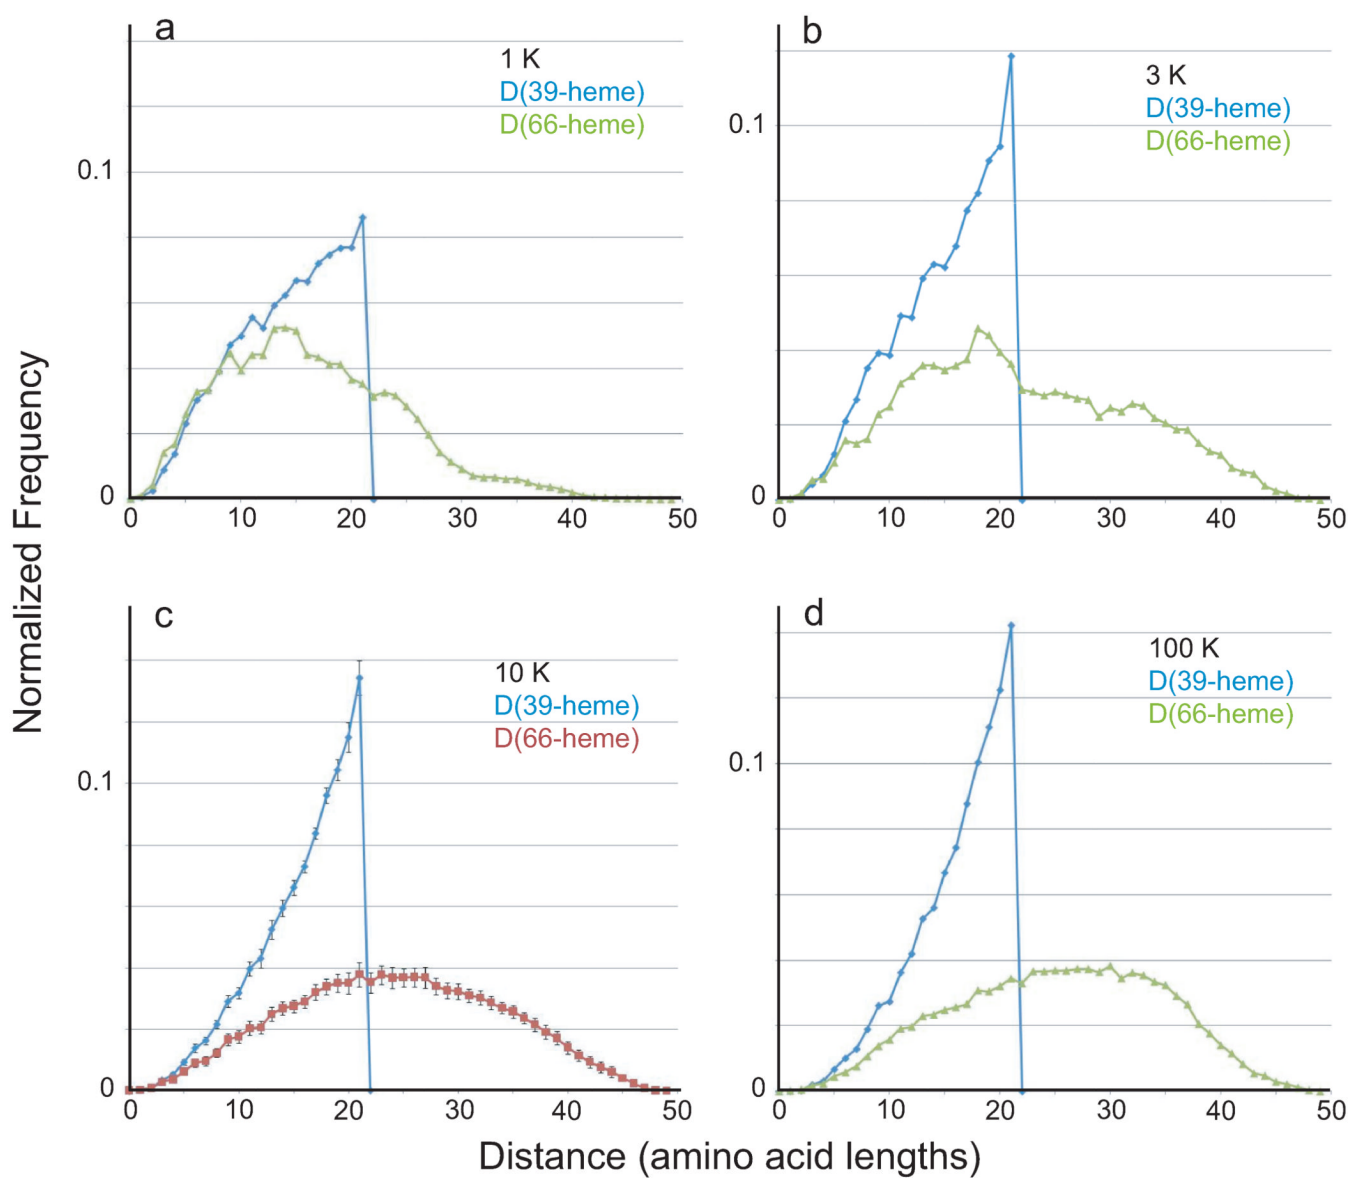 a
1 K
D(39-heme)
D(66-heme)
0.1
0
0 10 20 30 40 50
b
3 K
D(39-heme)
D(66-heme)
0.1
0
0 10 20 30 40 50
Normalized Frequency
c
10 K
D(39-heme)
D(66-heme)
0.1
0
0 10 20 30 40 50
d
100 K
D(39-heme)
D(66-heme)
0.1
0
0 10 20 30 40 50
Distance (amino acid lengths)